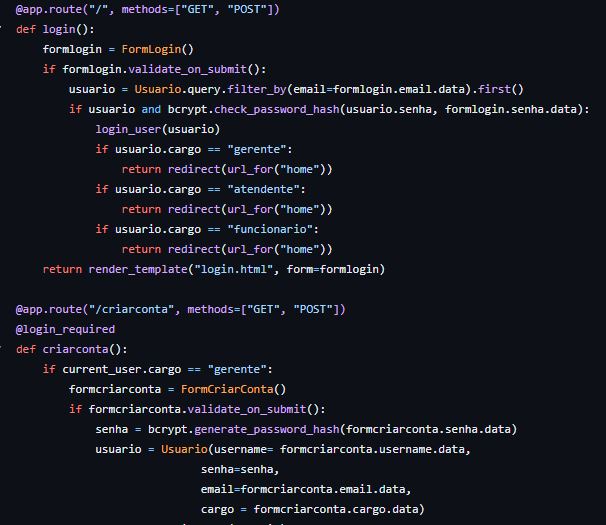 @app.route("/", methods=["GET", "POST"])
def login():
    formlogin = FormLogin()
    if formlogin.validate_on_submit():
        usuario = Usuario.query.filter_by(email=formlogin.email.data).first()
        if usuario and bcrypt.check_password_hash(usuario.senha, formlogin.senha.data):
            login_user(usuario)
            if usuario.cargo == "gerente":
                return redirect(url_for("home"))
            if usuario.cargo == "atendente":
                return redirect(url_for("home"))
            if usuario.cargo == "funcionario":
                return redirect(url_for("home"))
    return render_template("login.html", form=formlogin)

@app.route("/criarconta", methods=["GET", "POST"])
@login_required
def criarconta():
    if current_user.cargo == "gerente":
        formcriarconta = FormCriarConta()
        if formcriarconta.validate_on_submit():
            senha = bcrypt.generate_password_hash(formcriarconta.senha.data)
            usuario = Usuario(username= formcriarconta.username.data,
                            senha=senha,
                            email=formcriarconta.email.data,
                            cargo = formcriarconta.cargo.data)